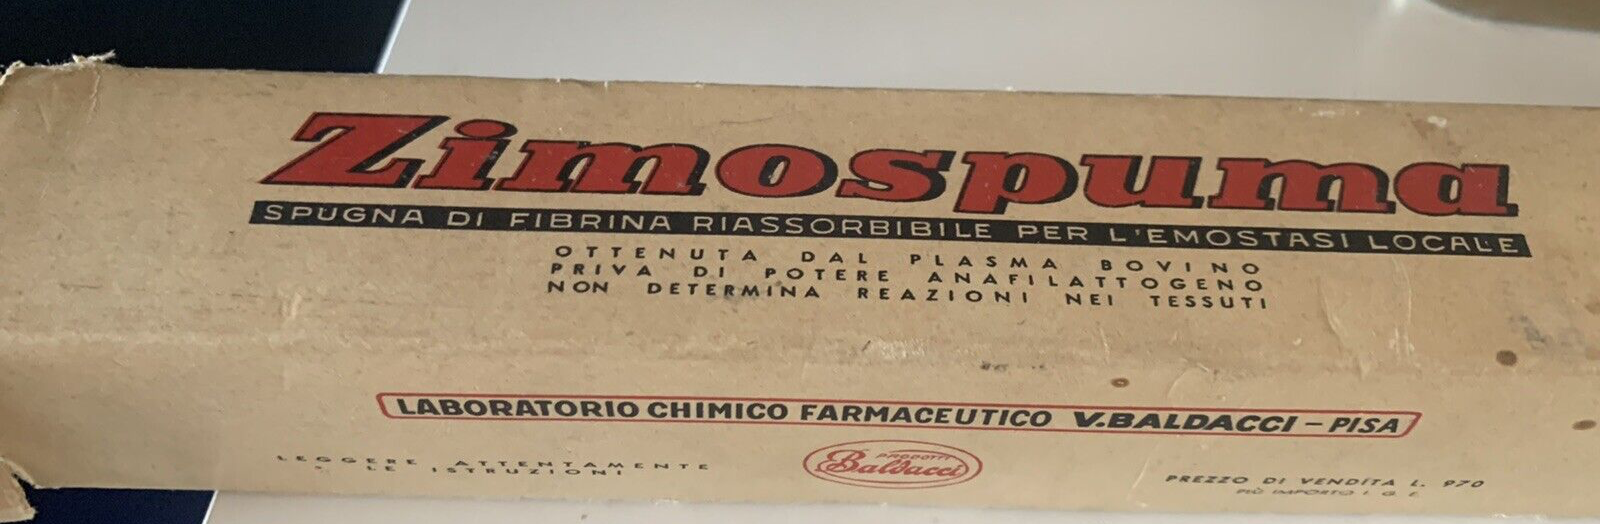 Zimospuma
SPUGNA DI FIBRINA RIASSORBIBILE PER L'EMOSTASI LOCALE
OTTENUTA DAL PLASMA BOVINO
PRIVA DI POTERE ANAFILATTOGENO
NON DETERMINA REAZIONI NEI TESSUTI
LABORATORIO CHIMICO FARMACEUTICO V.BALDACCI - PISA
PRODOTTI
Baldacci
LEGGERE ATTENTAMENTE
LE ISTRUZIONI
PREZZO DI VENDITA L. 970
PIÙ IMPORTO I. G. E.